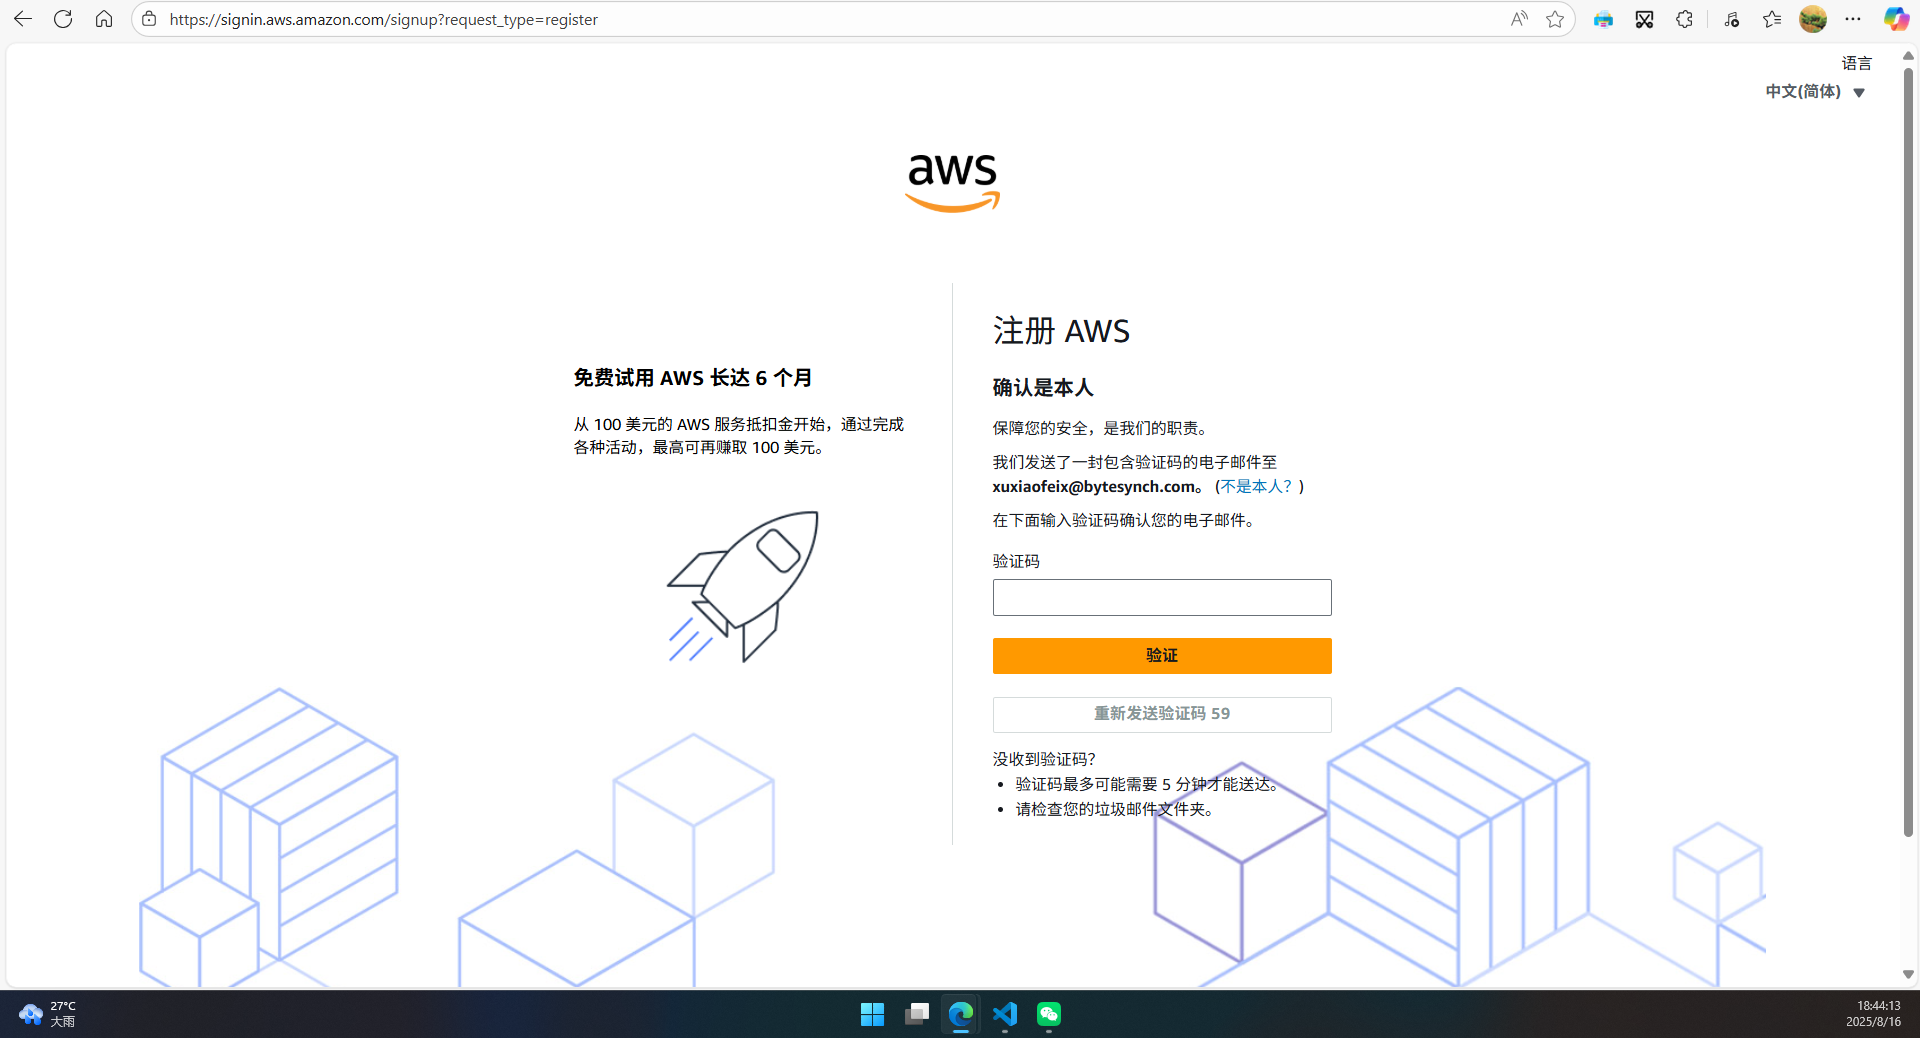 https://signin.aws.amazon.com/signup?request_type=register
语言
中文(简体)
aws
免费试用 AWS 长达 6 个月
从 100 美元的 AWS 服务抵扣金开始，通过完成
各种活动，最高可再赚取 100 美元。
注册 AWS
确认是本人
保障您的安全，是我们的职责。
我们发送了一封包含验证码的电子邮件至
xuxiaofeix@bytesynch.com。 (不是本人？)
在下面输入验证码确认您的电子邮件。
验证码
验证
重新发送验证码 59
没收到验证码？
• 验证码最多可能需要 5 分钟才能送达。
• 请检查您的垃圾邮件文件夹。
27°C
大雨
18:44:13
2025/8/16